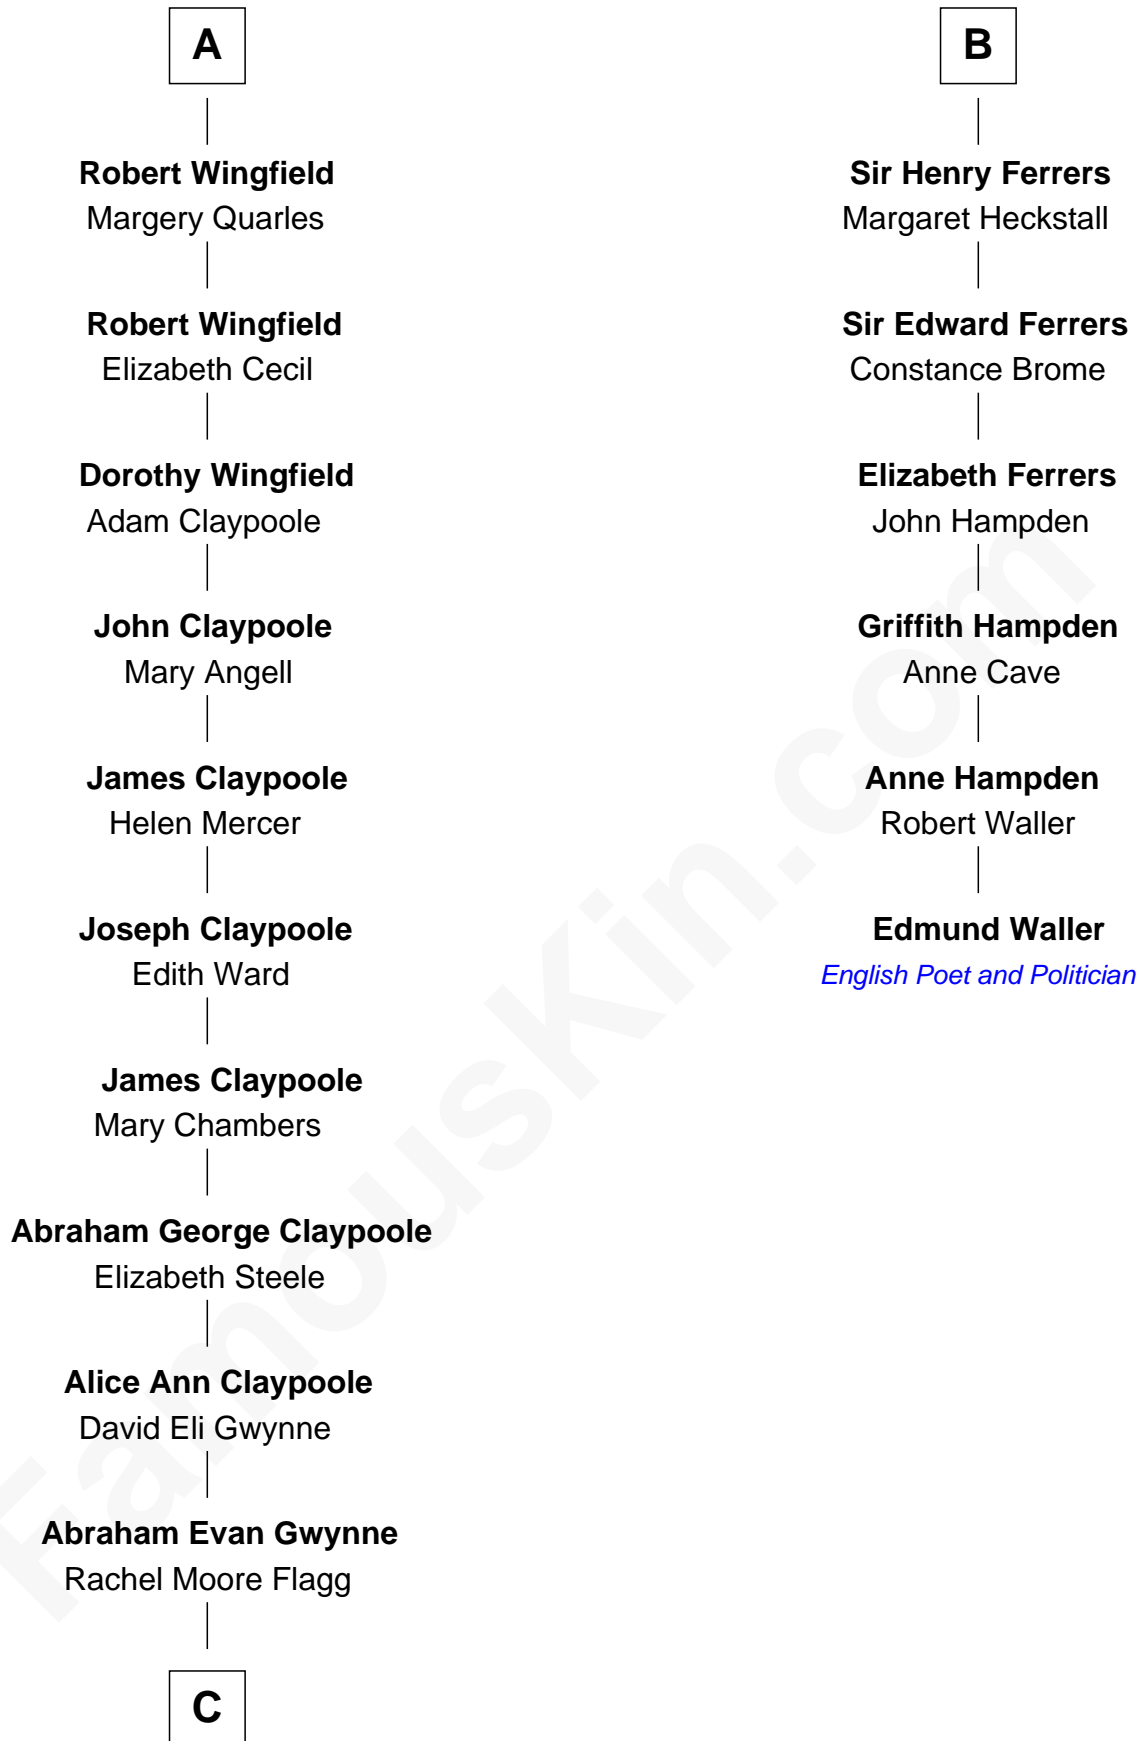 A
Robert Wingfield
Margery Quarles
Robert Wingfield
Elizabeth Cecil
Dorothy Wingfield
Adam Claypoole
John Claypoole
Mary Angell
James Claypoole
Helen Mercer
Joseph Claypoole
Edith Ward
James Claypoole
Mary Chambers
Abraham George Claypoole
Elizabeth Steele
Alice Ann Claypoole
David Eli Gwynne
Abraham Evan Gwynne
Rachel Moore Flagg
C
B
Sir Henry Ferrers
Margaret Heckstall
Sir Edward Ferrers
Constance Brome
Elizabeth Ferrers
John Hampden
Griffith Hampden
Anne Cave
Anne Hampden
Robert Waller
Edmund Waller
English Poet and Politician
FamousKin.com